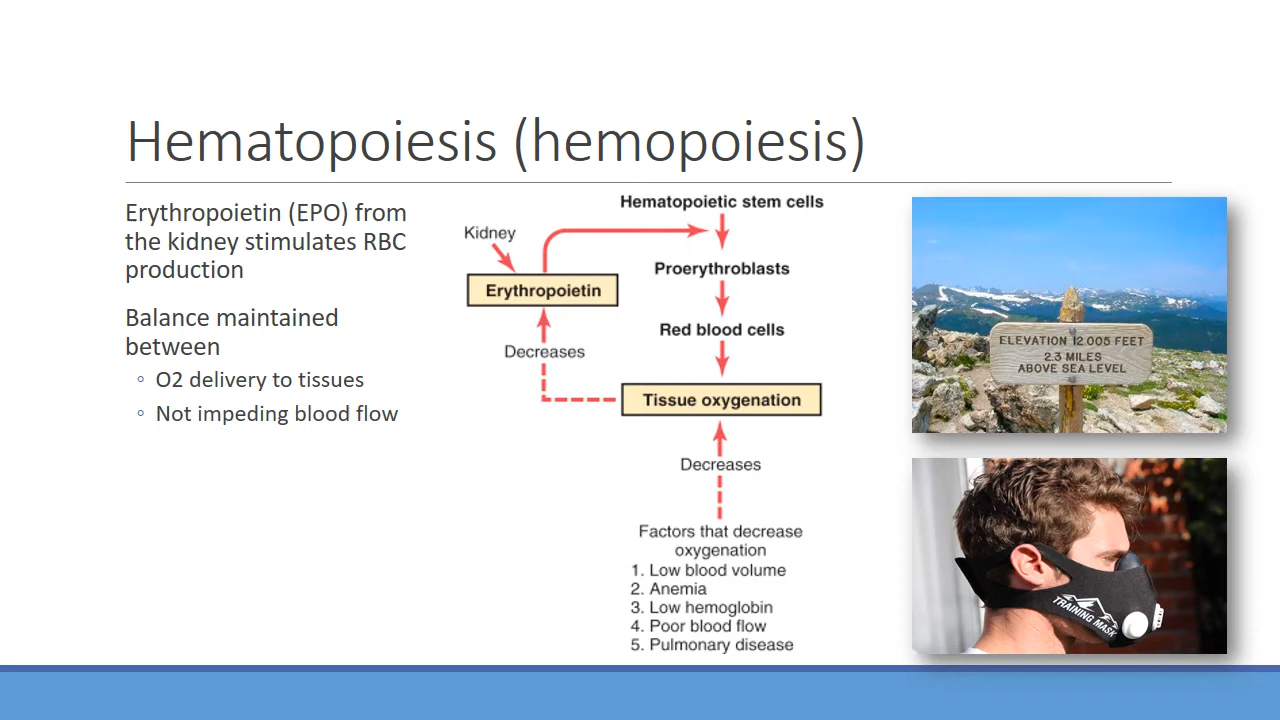 Hematopoiesis (hemopoiesis)
Erythropoietin (EPO) from
the kidney stimulates RBC
production
Balance maintained
between
◦ O2 delivery to tissues
◦ Not impeding blood flow
Hematopoietic stem cells
Kidney
Proerythroblasts
Erythropoietin
Red blood cells
Decreases
Tissue oxygenation
Decreases
Factors that decrease
oxygenation
1. Low blood volume
2. Anemia
3. Low hemoglobin
4. Poor blood flow
5. Pulmonary disease
ELEVATION 12 005 FEET
2.3 MILES
ABOVE SEA LEVEL
TRAINING MASK